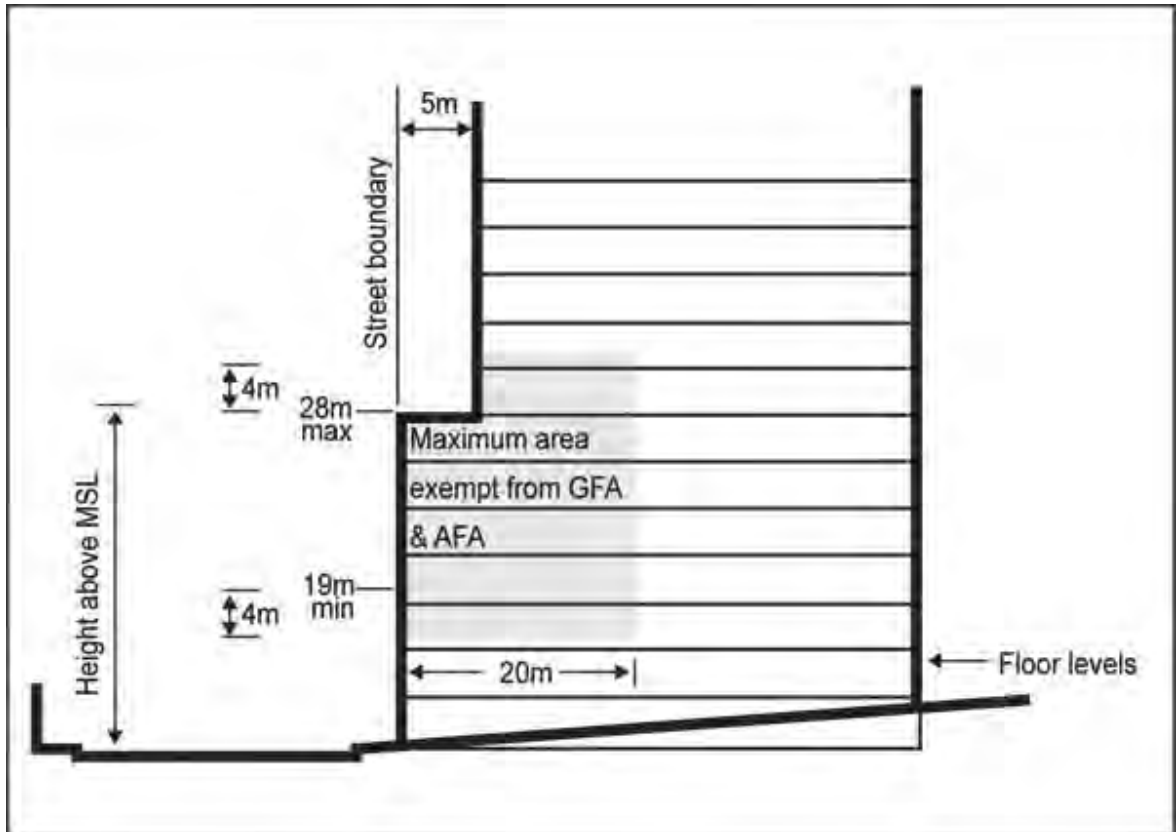 5m
Street boundary
4m
28m
max
Maximum area
exempt from GFA
& AFA
Height above MSL
19m
min
4m
20m
Floor levels